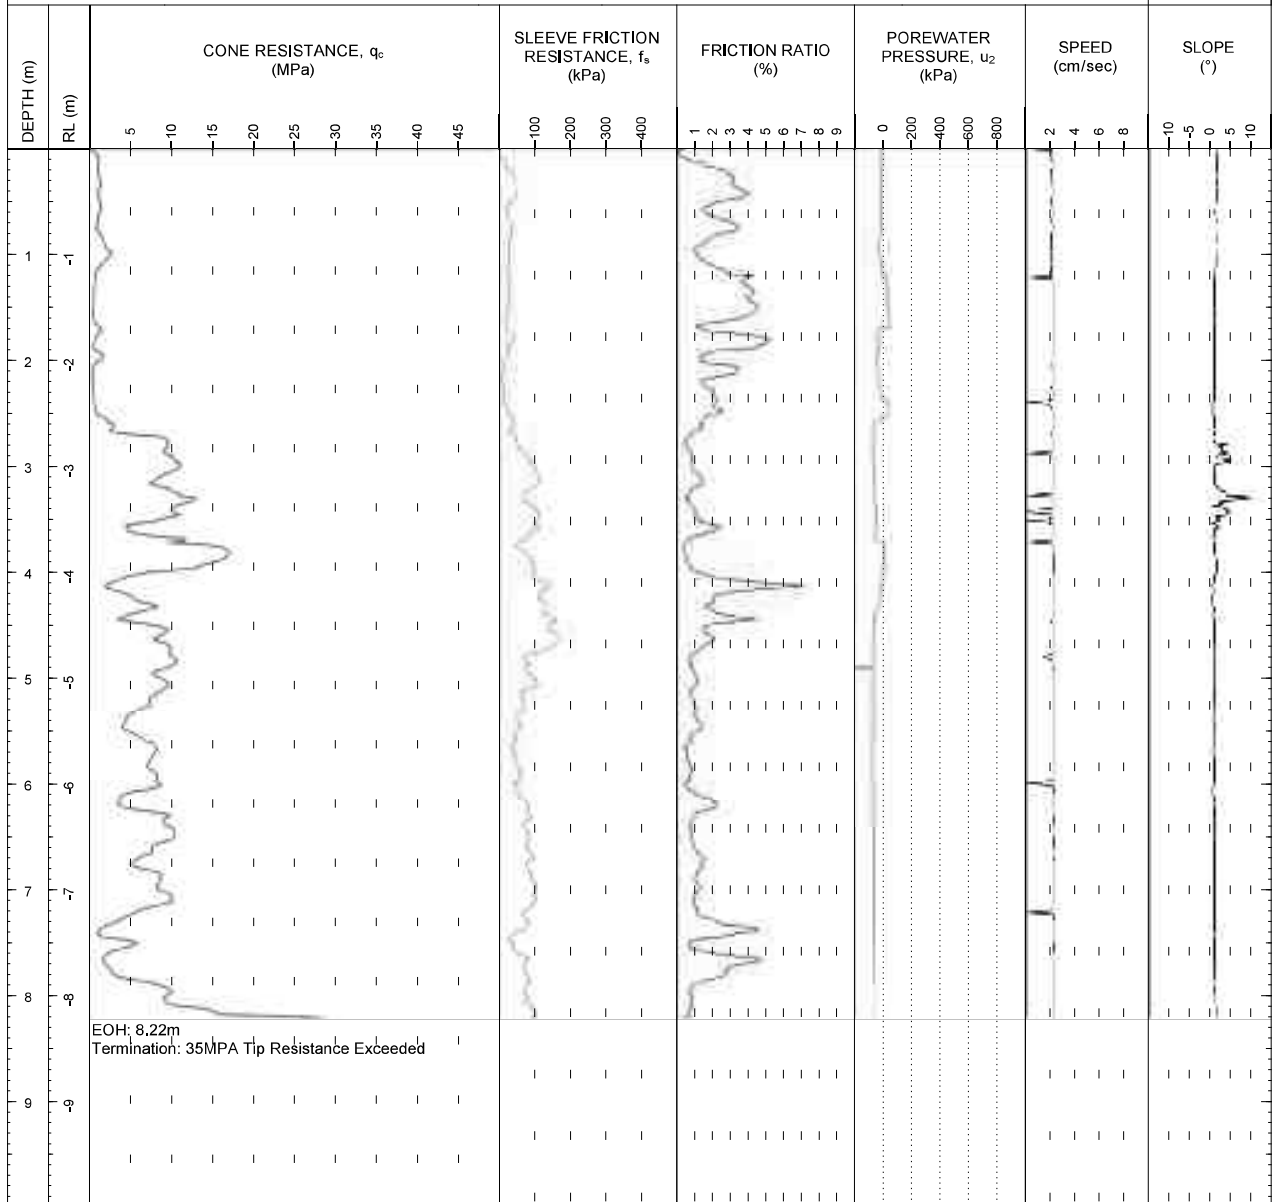 DEPTH (m)
RL (m)
CONE RESISTANCE, qc
(MPa)
SLEEVE FRICTION
RESISTANCE, fs
(kPa)
FRICTION RATIO
(%)
POREWATER
PRESSURE, u2
(kPa)
SPEED
(cm/sec)
SLOPE
(°)
5 10 15 20 25 30 35 40 45
100 200 300 400
1 2 3 4 5 6 7 8 9
0 200 400 600 800
2 4 6 8
-10 -5 0 5 10
1 -1
2 -2
3 -3
4 -4
5 -5
6 -6
7 -7
8 -8
EOH: 8.22m
Termination: 35MPA Tip Resistance Exceeded
9 -9